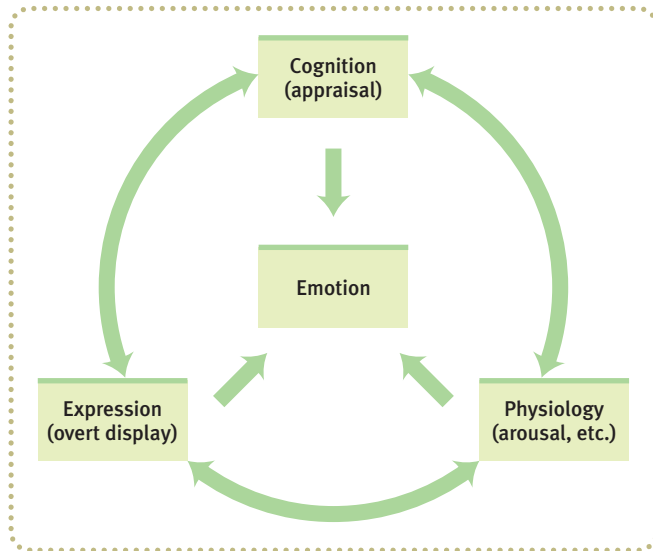 Cognition
(appraisal)
Emotion
Expression
(overt display)
Physiology
(arousal, etc.)